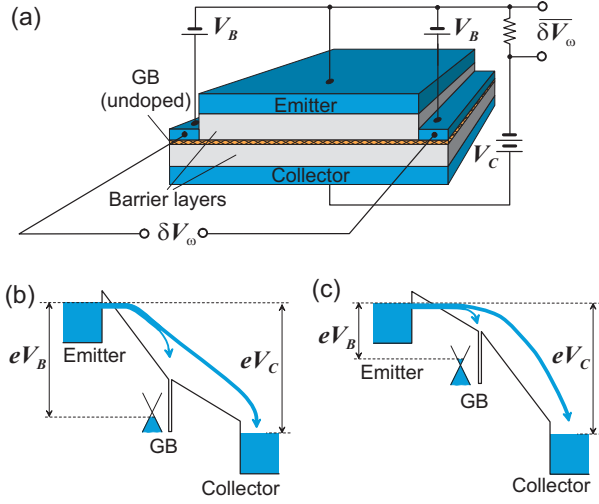 (a)
V_B
V_B
\overline{δV_ω}
GB
(undoped)
Emitter
V_C
Barrier layers
Collector
δV_ω
(b)
(c)
eV_B
Emitter
eV_C
GB
Collector
eV_B
Emitter
eV_C
GB
Collector